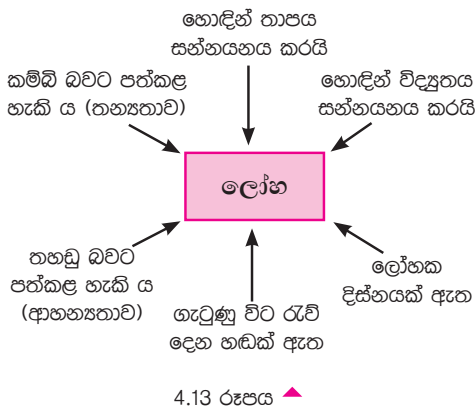 හොඳින් තාපය
සන්නයනය කරයි
කම්බි බවට පත්කළ
හැකි ය (තන්‍යතාව)
හොඳින් විද්‍යුතය
සන්නයනය කරයි
ලෝහ
තහඩු බවට
පත්කළ හැකි ය
(ආහන්‍යතාව)
ගැටුණු විට රැව්
දෙන හඬක් ඇත
ලෝහක
දිස්නයක් ඇත
4.13 රූපය